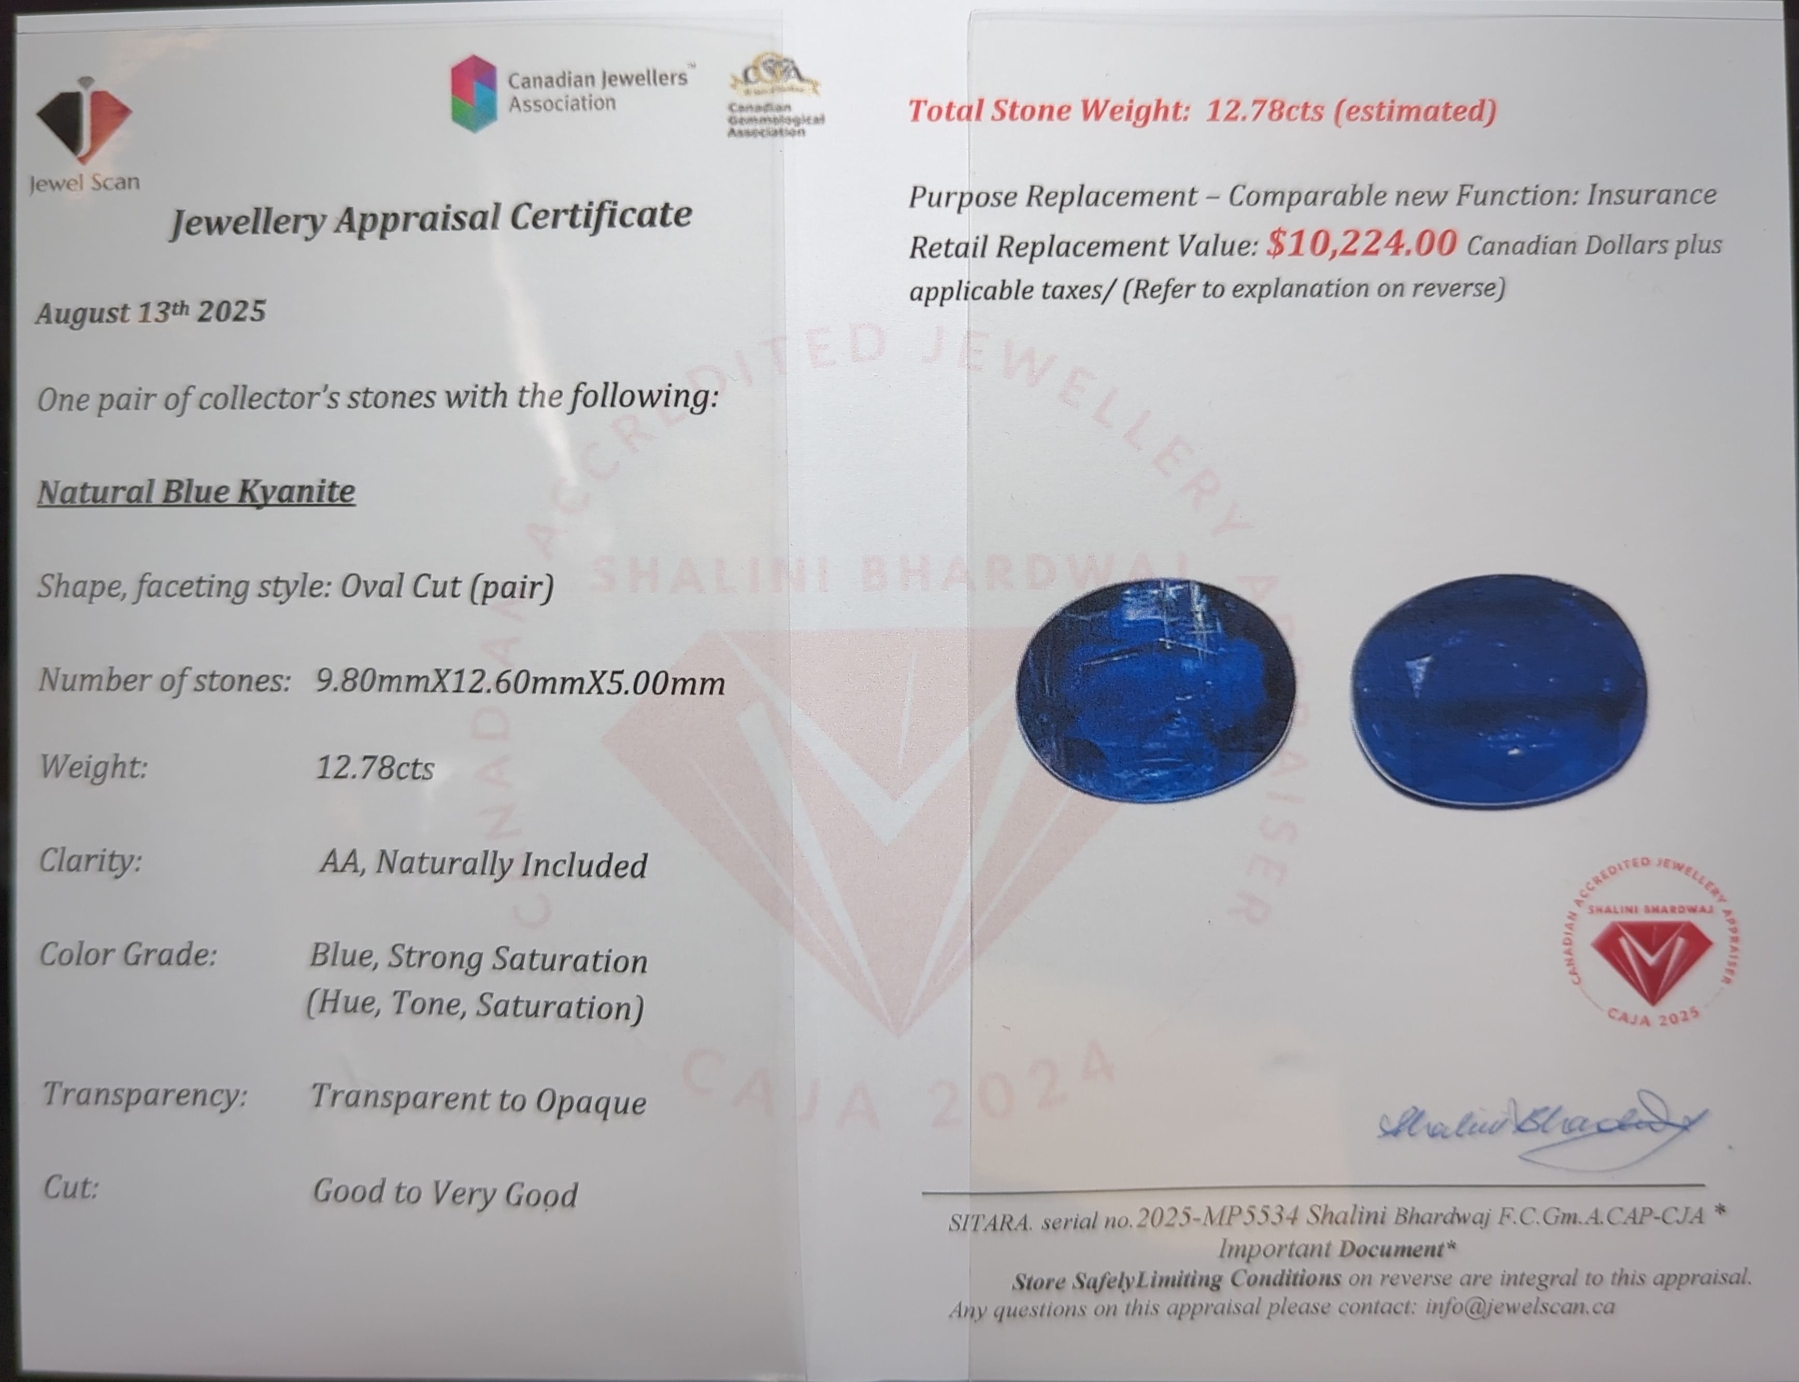 Jewel Scan
Canadian Jewellers™
Association
CGA
Canadian
Gemmological
Association
Jewellery Appraisal Certificate
August 13th 2025
One pair of collector's stones with the following:
Natural Blue Kyanite
Shape, faceting style: Oval Cut (pair)
Number of stones: 9.80mmX12.60mmX5.00mm
Weight: 12.78cts
Clarity: AA, Naturally Included
Color Grade: Blue, Strong Saturation
(Hue, Tone, Saturation)
Transparency: Transparent to Opaque
Cut: Good to Very Good
Total Stone Weight: 12.78cts (estimated)
Purpose Replacement – Comparable new Function: Insurance
Retail Replacement Value: $10,224.00 Canadian Dollars plus
applicable taxes/ (Refer to explanation on reverse)
CANADIAN ACCREDITED JEWELLERY APPRAISER
SHALINI BHARDWAJ
CAJA 2024
CANADIAN ACCREDITED JEWELLERY APPRAISER
SHALINI BHARDWAJ
CAJA 2025
Shalini Bhardwaj
SITARA. serial no.2025-MP5534 Shalini Bhardwaj F.C.Gm.A.CAP-CJA *
Important Document*
Store SafelyLimiting Conditions on reverse are integral to this appraisal.
Any questions on this appraisal please contact: info@jewelscan.ca